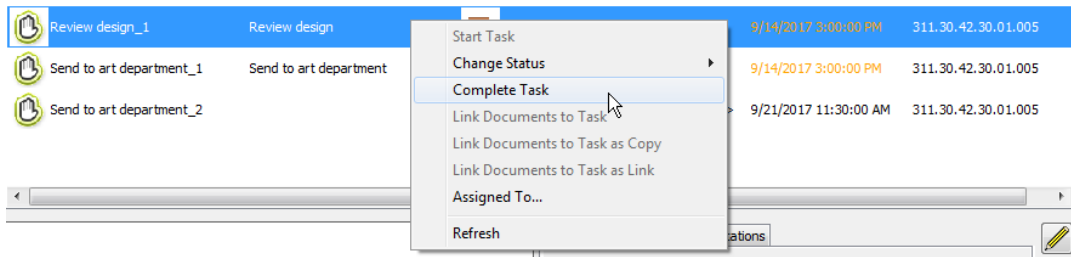 Review design_1 Review design 9/14/2017 3:00:00 PM 311.30.42.30.01.005
Start Task
Change Status
Send to art department_1 Send to art department 9/14/2017 3:00:00 PM 311.30.42.30.01.005
Complete Task
Send to art department_2 9/21/2017 11:30:00 AM 311.30.42.30.01.005
Link Documents to Task
Link Documents to Task as Copy
Link Documents to Task as Link
Assigned To...
Refresh